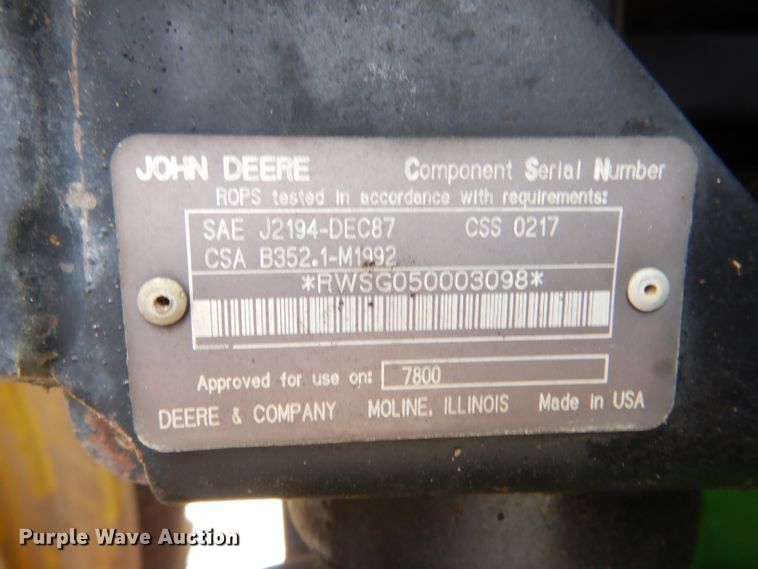 JOHN DEERE Component Serial Number
ROPS tested in accordance with requirements:
SAE J2194-DEC87 CSS 0217
CSA B352.1-M1992
*RWSG050003098*
Approved for use on: 7800
DEERE & COMPANY MOLINE, ILLINOIS Made in USA
Purple Wave Auction